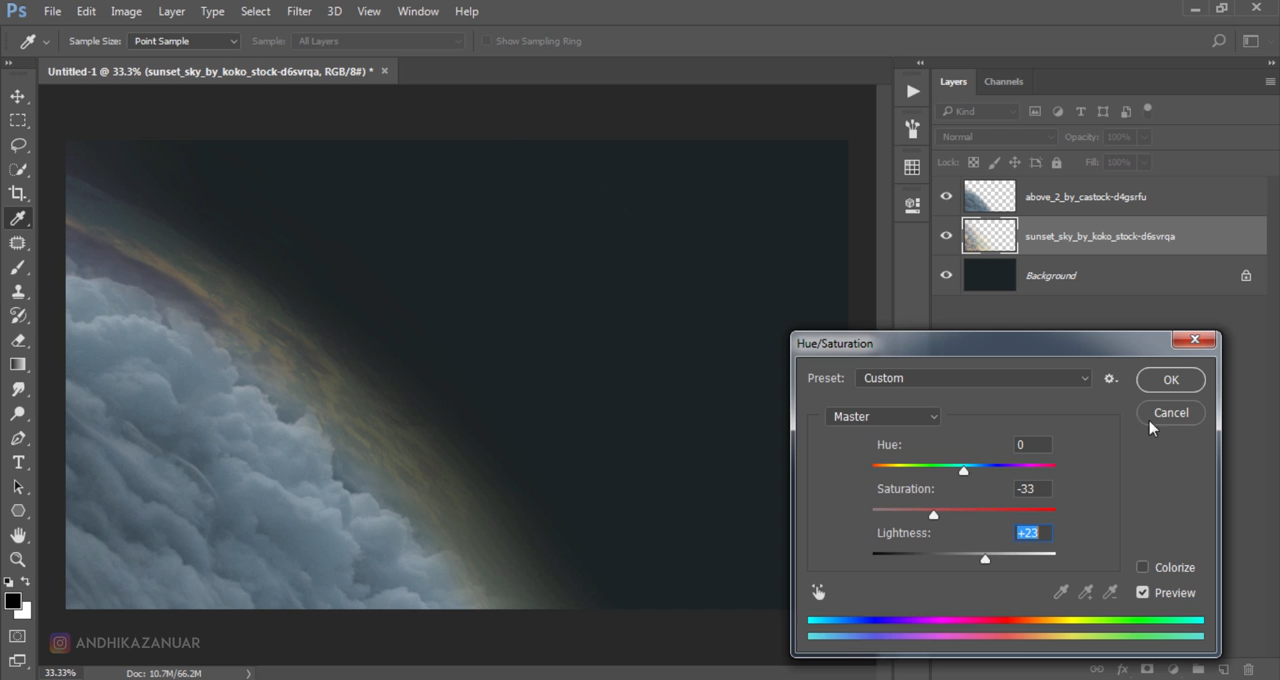 Ps File Edit Image Layer Type Select Filter 3D View Window Help
Sample Size: Point Sample Sample: All Layers Show Sampling Ring
Untitled-1 @ 33.3% (sunset_sky_by_koko_stock-d6svrqa, RGB/8#) *
Layers Channels
Kind
Normal Opacity: 100%
Lock: Fill: 100%
above_2_by_castock-d4gsrfu
sunset_sky_by_koko_stock-d6svrqa
Background
Hue/Saturation
Preset: Custom OK
Cancel
Master
Hue: 0
Saturation: -33
Lightness: +23
Colorize
Preview
ANDHIKAZANUAR
33.33% Doc: 10.7M/66.2M